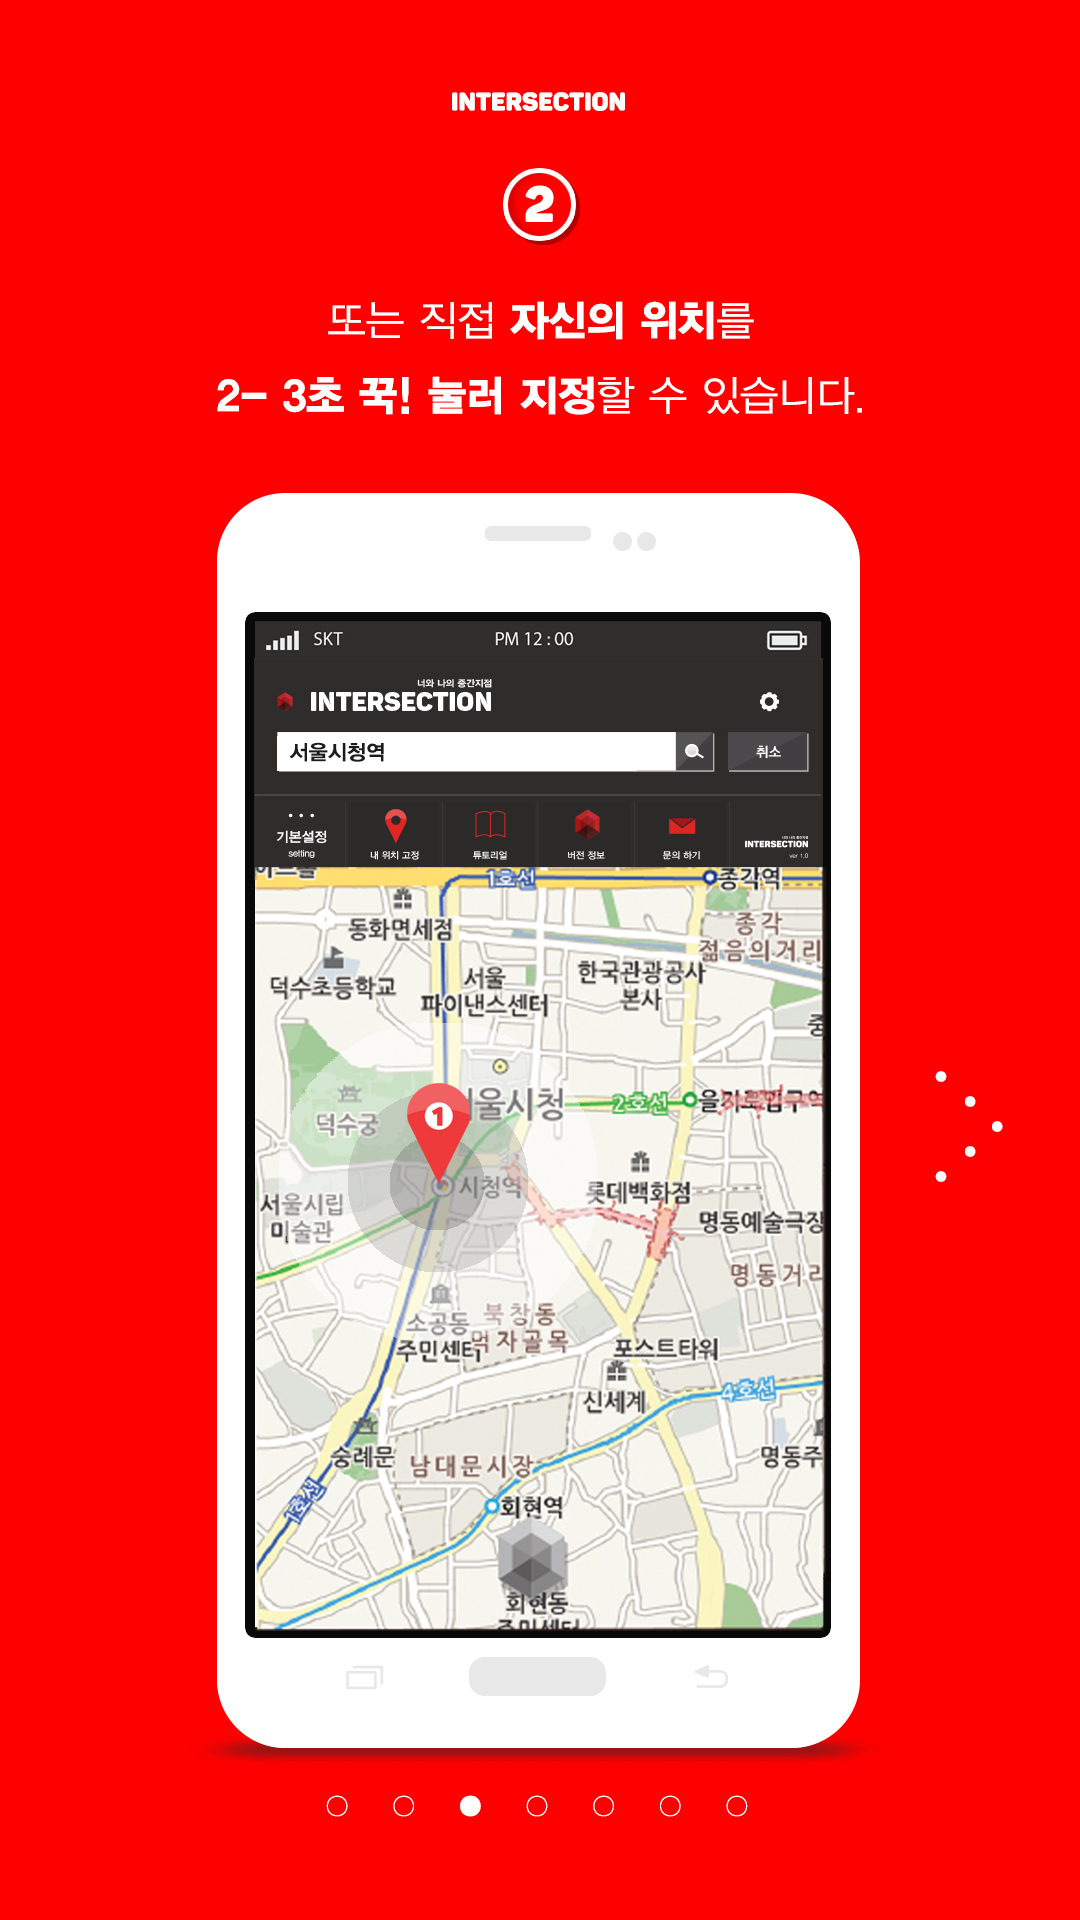 INTERSECTION
2
또는 직접 자신의 위치를
2- 3초 꾹! 눌러 지정할 수 있습니다.
SKT
PM 12 : 00
너와 나의 중간지점
INTERSECTION
서울시청역
취소
기본설정
setting
내 위치 고정
튜토리얼
버전 정보
문의 하기
너와 나의 중간지점
INTERSECTION
ver 1.0
1호선
종각역
동화면세점
종각
젊음의거리
덕수초등학교
서울
파이낸스센터
한국관광공사
본사
중
덕수궁
1
울시청
2호선
을지로입구역
시청역
롯데백화점
서울시립
미술관
명동예술극장
명동거리
소공동
주민센터
북창동
먹자골목
포스트타워
신세계
4호선
숭례문
남대문시장
명동주
1호선
회현역
회현동
주민센터